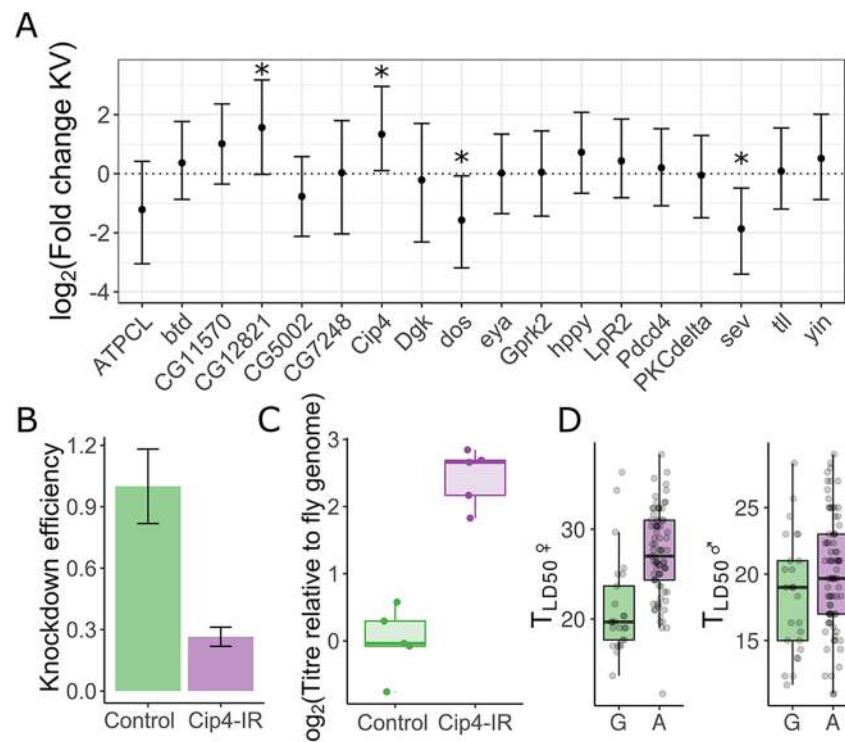 A
log₂(Fold change KV)
2
0
-2
-4
* * * *
ATPCL btd CG11570 CG12821 CG5002 CG7248 Cip4 Dgk dos eya Gprk2 hppy LpR2 Pdcd4 PKCdelta sev tll yin
B
Knockdown efficiency
1.2
0.9
0.6
0.3
0.0
Control Cip4-IR
C
og₂(Titre relative to fly genome)
3
2
1
0
Control Cip4-IR
D
T LD50 ♀
30
20
G A
T LD50 ♂
25
20
15
G A